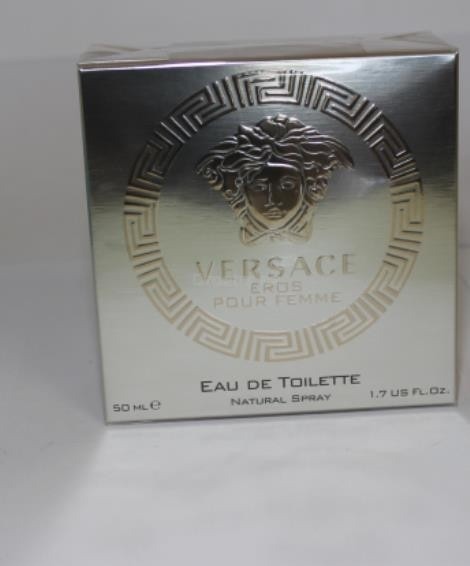 VERSACE
EROS
POUR FEMME
EAU DE TOILETTE
NATURAL SPRAY
50 ML e
1.7 US FL.OZ.